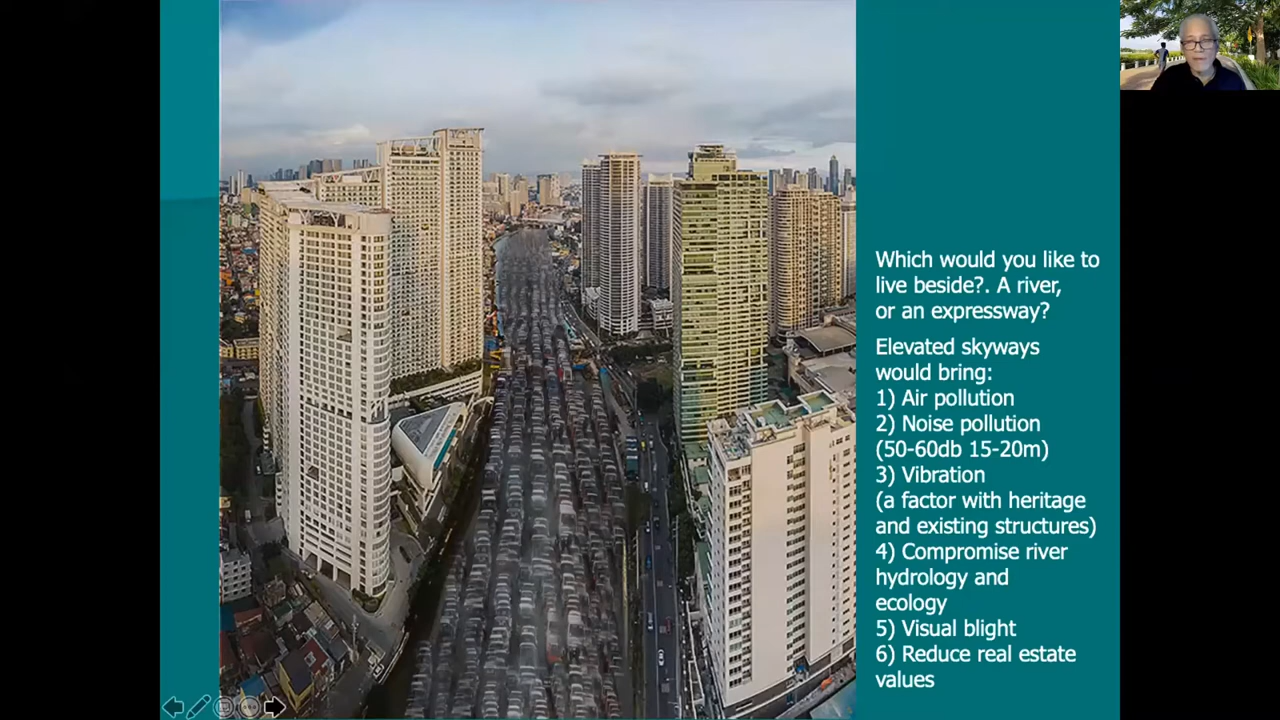 Which would you like to
live beside?. A river,
or an expressway?
Elevated skyways
would bring:
1) Air pollution
2) Noise pollution
(50-60db 15-20m)
3) Vibration
(a factor with heritage
and existing structures)
4) Compromise river
hydrology and
ecology
5) Visual blight
6) Reduce real estate
values